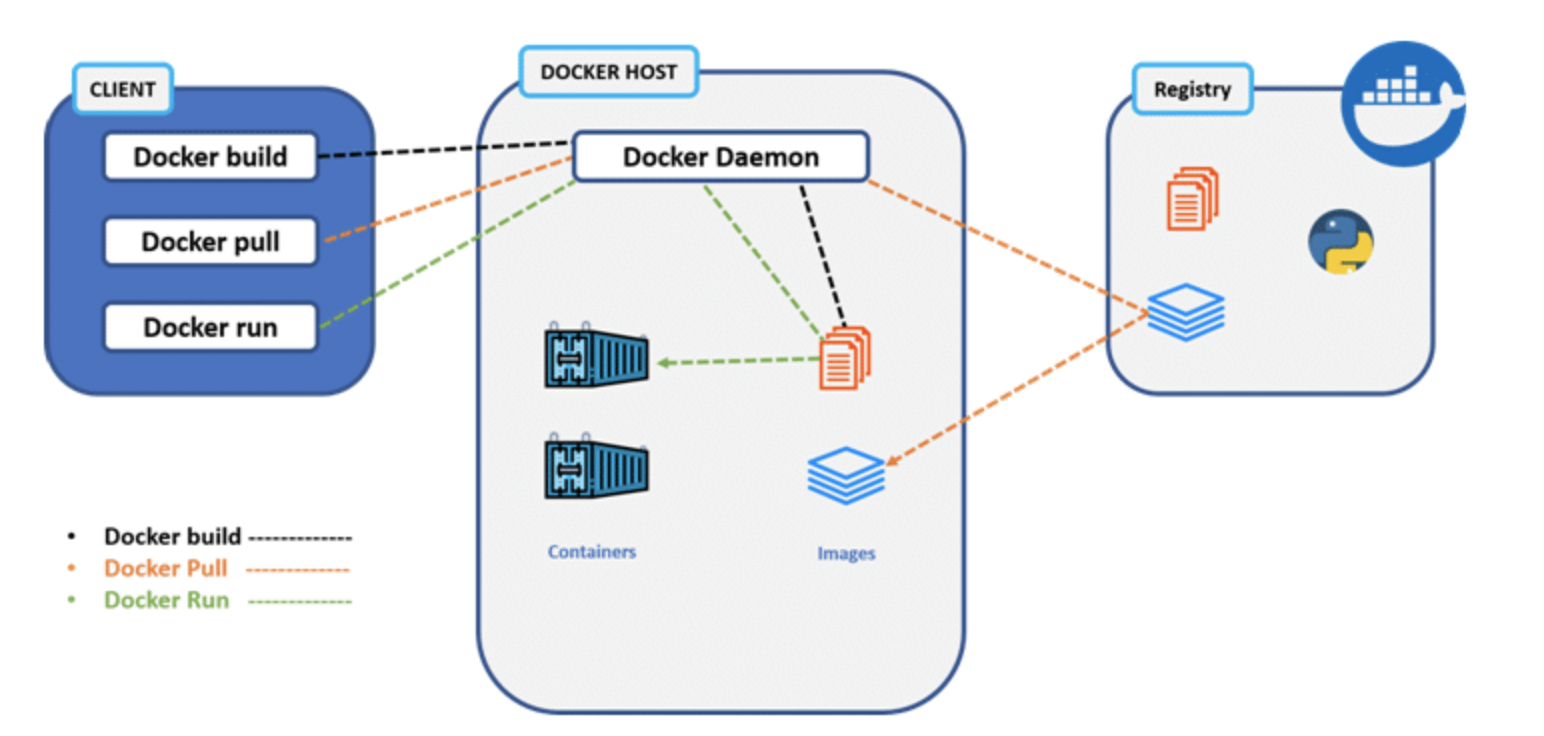 CLIENT
Docker build
Docker pull
Docker run
DOCKER HOST
Docker Daemon
Containers
Images
Registry
• Docker build -------------
• Docker Pull -------------
• Docker Run -------------